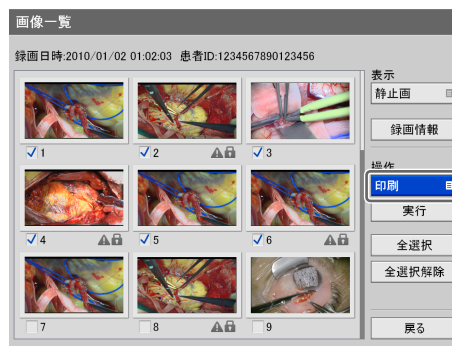 画像一覧
録画日時:2010/01/02 01:02:03 患者ID:1234567890123456
表示
静止画
録画情報
操作
印刷
実行
全選択
全選択解除
戻る
1
2
3
4
5
6
7
8
9